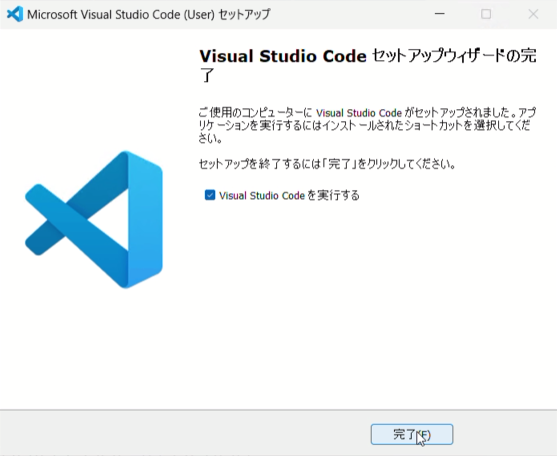 Microsoft Visual Studio Code (User) セットアップ
Visual Studio Code セットアップウィザードの完
了
ご使用のコンピューターに Visual Studio Code がセットアップされました。アプ
リケーションを実行するにはインストールされたショートカットを選択してくだ
さい。
セットアップを終了するには「完了」をクリックしてください。
Visual Studio Code を実行する
完了(F)